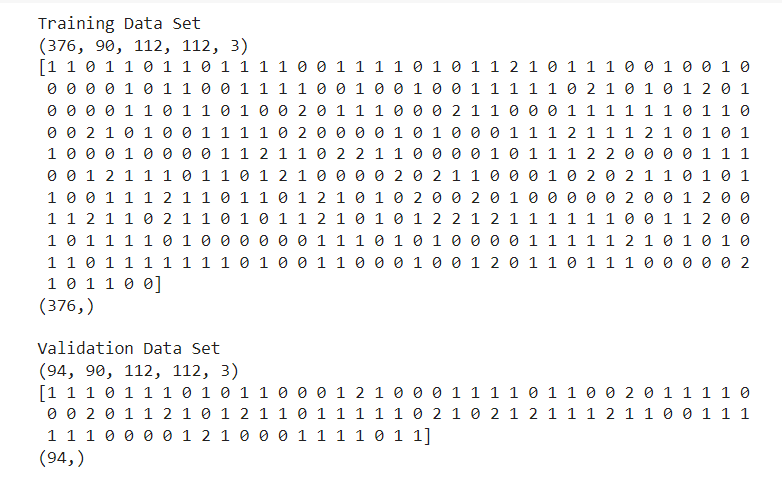 Training Data Set
(376, 90, 112, 112, 3)
[1 1 0 1 1 0 1 1 0 1 1 1 1 0 0 1 1 1 1 0 1 0 1 1 2 1 0 1 1 1 0 0 1 0 0 1 0
0 0 0 0 1 0 1 1 0 0 1 1 1 1 0 0 1 0 0 1 0 0 1 1 1 1 1 0 2 1 0 1 0 1 2 0 1
0 0 0 0 1 1 0 1 1 0 1 0 0 2 0 1 1 1 0 0 0 2 1 1 0 0 0 1 1 1 1 1 1 0 1 1 0
0 0 2 1 0 1 0 0 1 1 1 1 0 2 0 0 0 0 1 0 1 0 0 0 1 1 1 2 1 1 1 2 1 0 1 0 1
1 0 0 0 1 0 0 0 0 1 1 2 1 1 0 2 2 1 1 0 0 0 0 1 0 1 1 1 2 2 0 0 0 0 1 1 1
0 0 1 2 1 1 1 0 1 1 0 1 2 1 0 0 0 0 2 0 2 1 1 0 0 0 1 0 2 0 2 1 1 0 1 0 1
1 0 0 1 1 1 2 1 1 0 1 1 0 1 2 1 0 1 0 2 0 0 2 0 1 0 0 0 0 0 2 0 0 1 2 0 0
1 1 2 1 1 0 2 1 1 0 1 0 1 1 2 1 0 1 0 1 2 2 1 2 1 1 1 1 1 1 0 0 1 1 2 0 0
1 0 1 1 1 1 0 1 0 0 0 0 0 0 1 1 1 0 1 0 1 0 0 0 0 1 1 1 1 1 2 1 0 1 0 1 0
1 1 0 1 1 1 1 1 1 1 0 1 0 0 1 1 0 0 0 1 0 0 1 2 0 1 1 0 1 1 1 0 0 0 0 0 2
1 0 1 1 0 0]
(376,)
Validation Data Set
(94, 90, 112, 112, 3)
[1 1 1 0 1 1 1 0 1 0 1 1 0 0 0 1 2 1 0 0 0 1 1 1 1 0 1 1 0 0 2 0 1 1 1 1 0
0 0 2 0 1 1 2 1 0 1 2 1 1 0 1 1 1 1 1 0 2 1 0 2 1 2 1 1 1 2 1 1 0 0 1 1 1
1 1 1 0 0 0 0 1 2 1 0 0 0 1 1 1 1 0 1 1]
(94,)